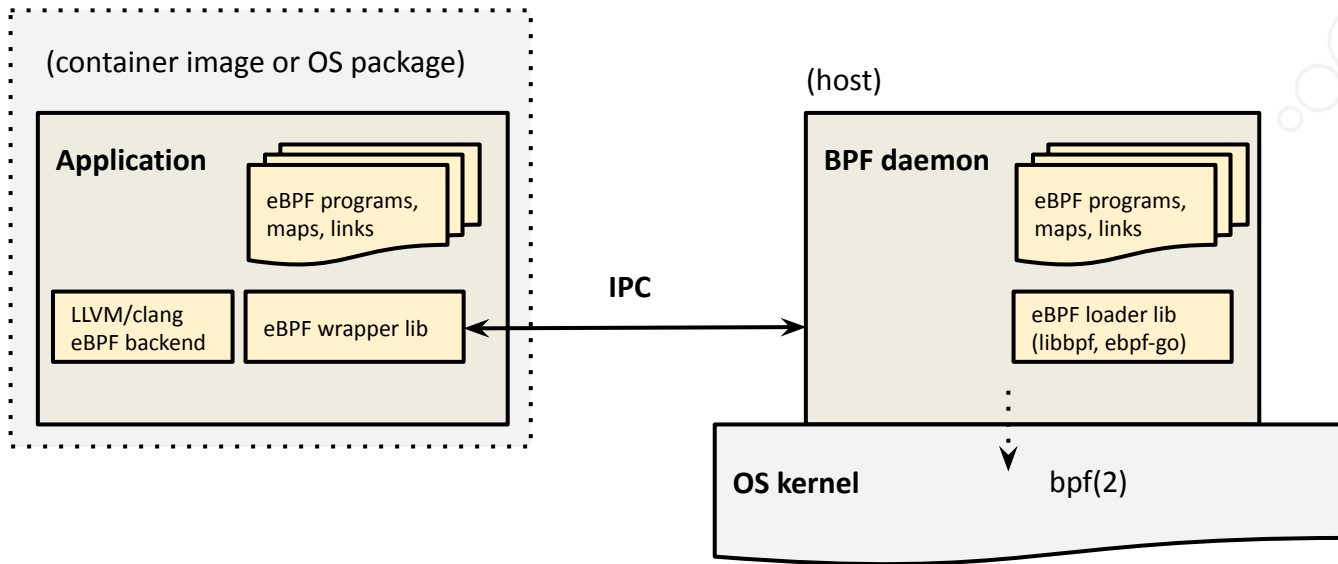 (container image or OS package)
Application
eBPF programs,
maps, links
LLVM/clang
eBPF backend
eBPF wrapper lib
IPC
(host)
BPF daemon
eBPF programs,
maps, links
eBPF loader lib
(libbpf, ebpf-go)
OS kernel
bpf(2)